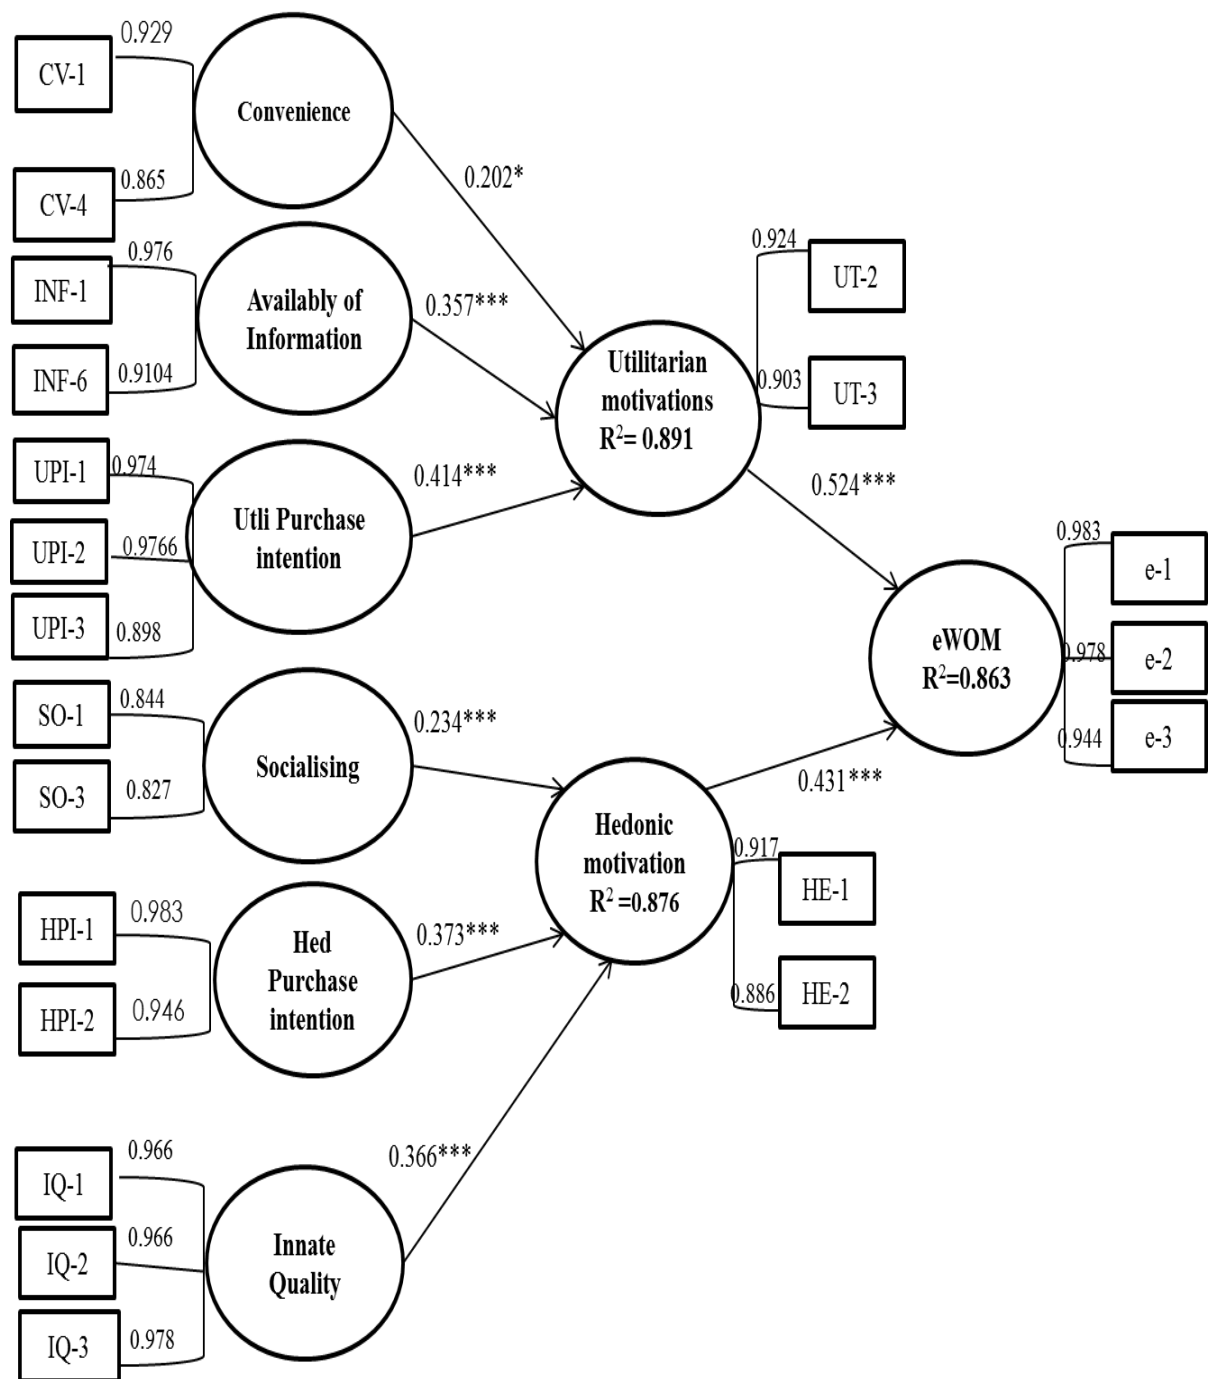 0.929
CV-1
Convenience
0.865
CV-4
0.202*
0.976
INF-1
Availably of
Information
0.357***
INF-6
0.9104
0.924
UT-2
0.903
UT-3
Utilitarian
motivations
R²= 0.891
UPI-1
0.974
UPI-2
0.9766
UPI-3
0.898
Utli Purchase
intention
0.414***
0.524***
0.983
e-1
eWOM
R²=0.863
0.978
e-2
0.944
e-3
SO-1
0.844
SO-3
0.827
Socialising
0.234***
0.431***
Hedonic
motivation
R² =0.876
0.917
HE-1
0.886
HE-2
HPI-1
0.983
HPI-2
0.946
Hed
Purchase
intention
0.373***
0.366***
IQ-1
0.966
IQ-2
0.966
IQ-3
0.978
Innate
Quality